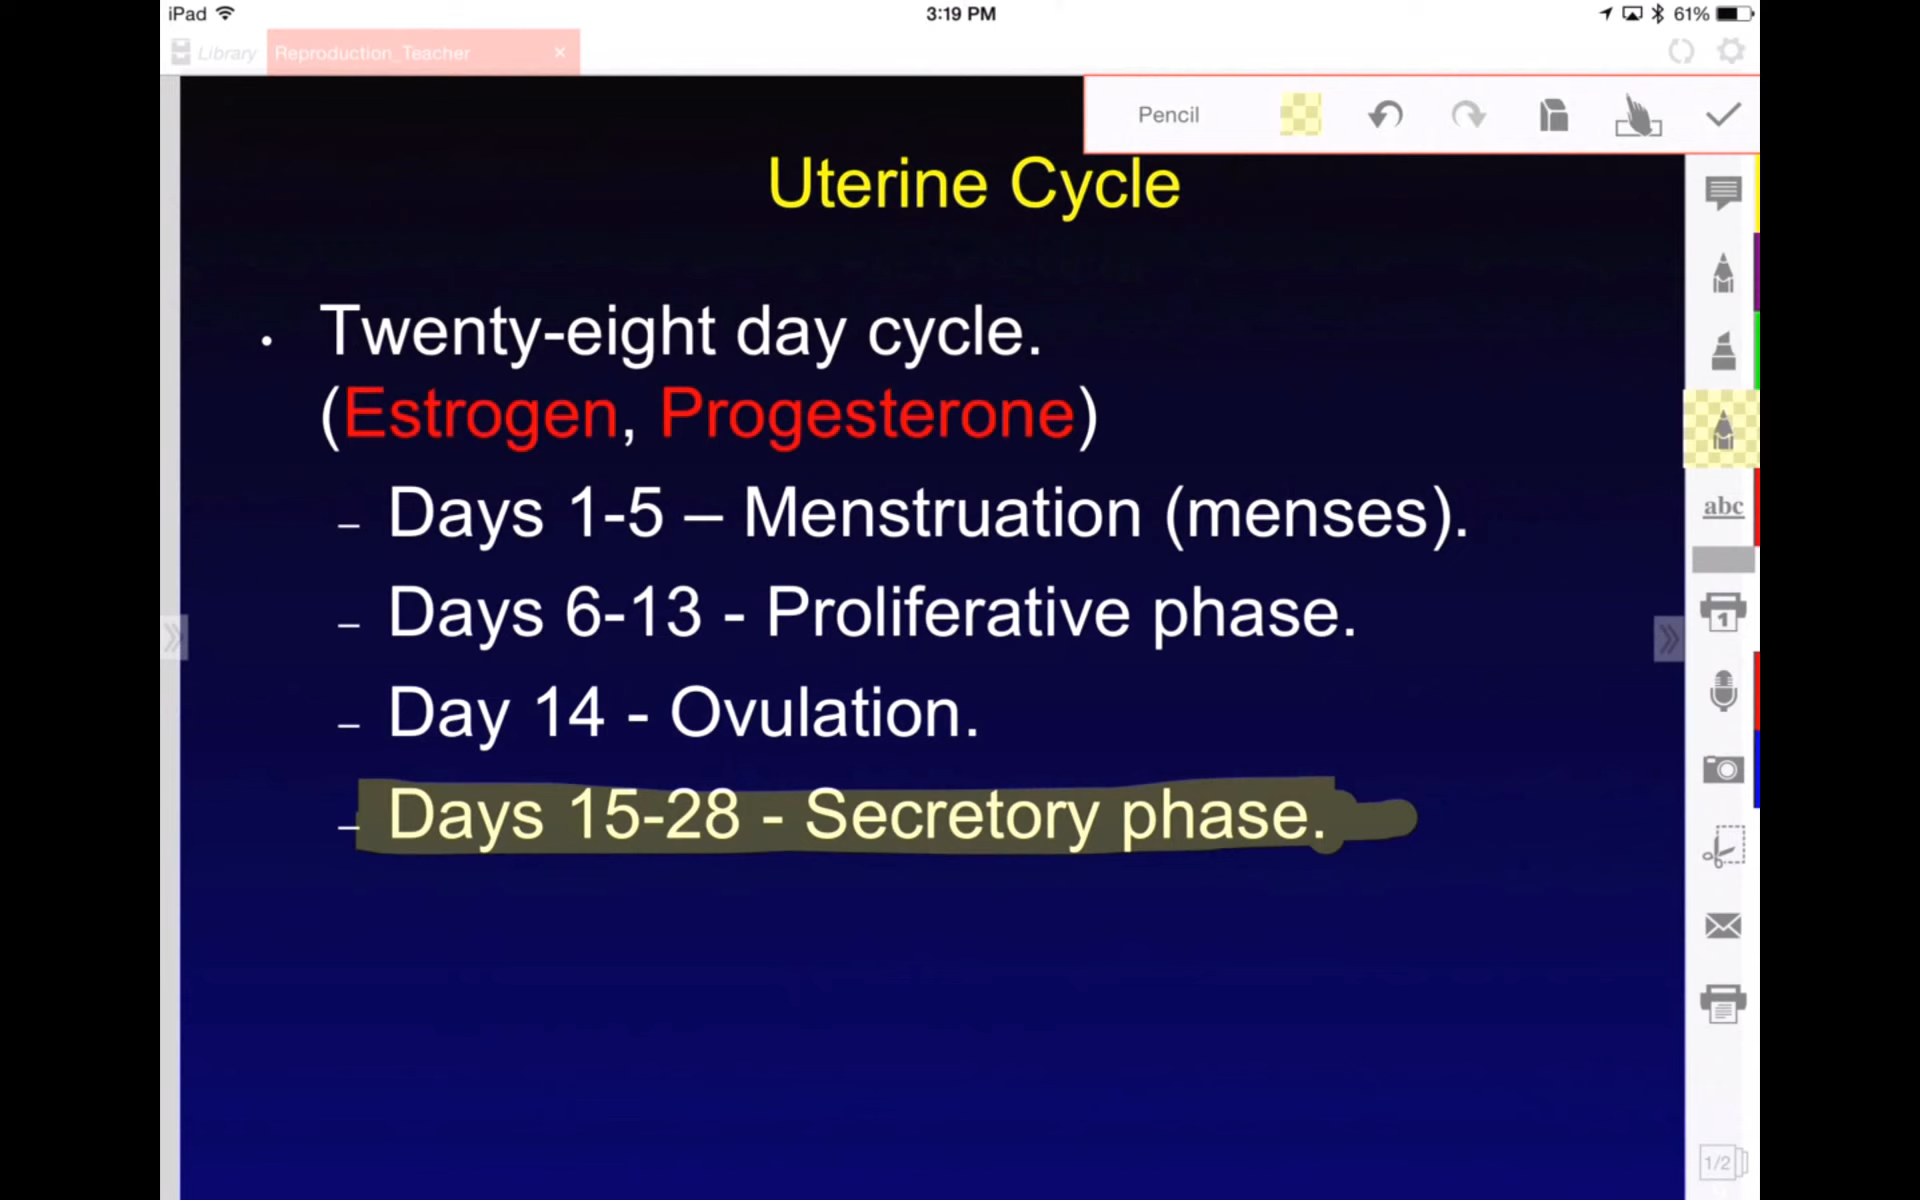 iPad 3:19 PM 61%
Library Reproduction_Teacher ×
Pencil
Uterine Cycle
• Twenty-eight day cycle.
(Estrogen, Progesterone)
– Days 1-5 – Menstruation (menses).
– Days 6-13 - Proliferative phase.
– Day 14 - Ovulation.
– Days 15-28 - Secretory phase.
abc
1
1/2